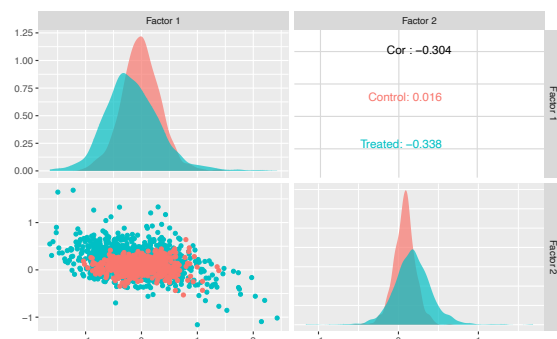 Factor 1
Factor 2
1.25
1.00
0.75
0.50
0.25
0.00
Cor : −0.304
Control: 0.016
Treated: −0.338
Factor 1
1
0
−1
Factor 2